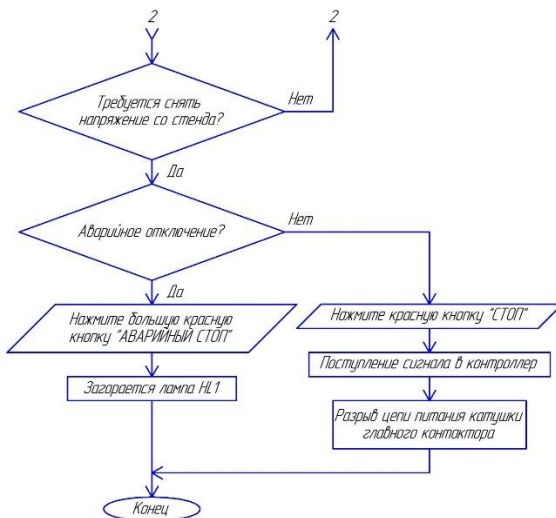 2
2
Требуется снять
напряжение со стенда?
Нет
Да
Аварийное отключение?
Нет
Да
Нажмите большую красную
кнопку "АВАРИЙНЫЙ СТОП"
Нажмите красную кнопку "СТОП"
Загорается лампа HL1
Поступление сигнала в контроллер
Разрыв цепи питания катушки
главного контактора
Конец